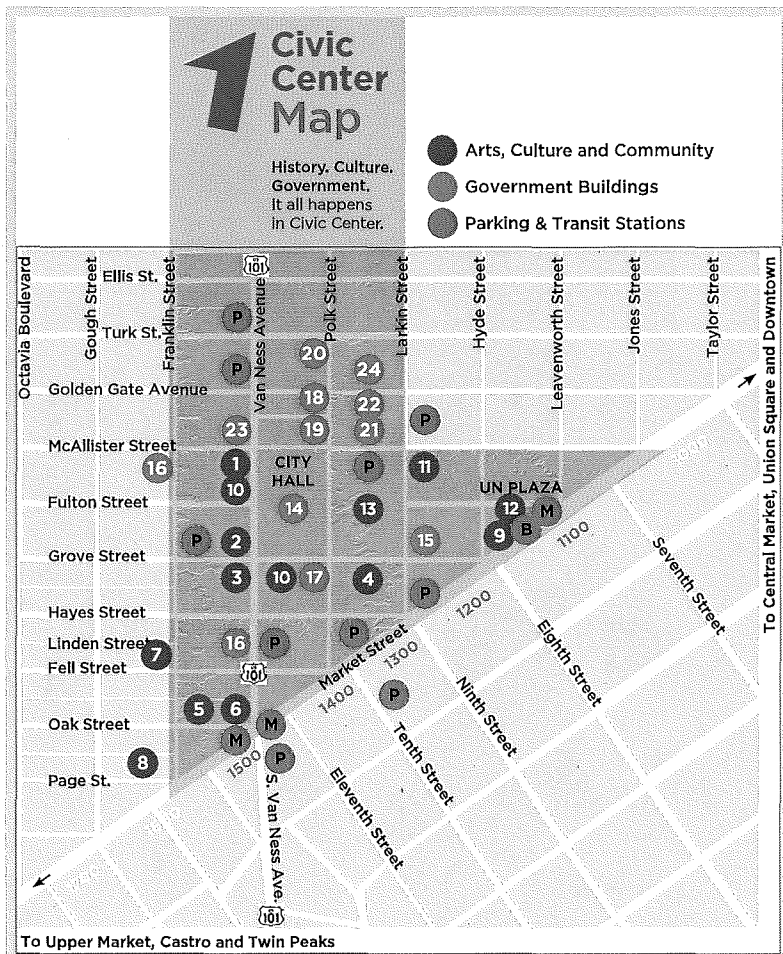 Civic
Center
Map
History. Culture.
Government.
It all happens
in Civic Center.
Arts, Culture and Community
Government Buildings
Parking & Transit Stations
Octavia Boulevard
Gough Street
Franklin Street
101
Van Ness Avenue
Polk Street
Larkin Street
Hyde Street
Leavenworth Street
Jones Street
Taylor Street
Ellis St.
P
Turk St.
20
P
24
Golden Gate Avenue
18
22
P
23
19
21
McAllister Street
16
1
CITY
HALL
P
11
10
UN PLAZA
Fulton Street
14
13
12
M
P
2
15
9
B
1100
Grove Street
3
10
17
4
P
1200
Hayes Street
Linden Street
7
16
P
P
Market Street
1300
Fell Street
101
1400
P
5
6
Oak Street
M
M
8
1500
P
Page St.
S. Van Ness Ave.
Eleventh Street
Tenth Street
Ninth Street
Eighth Street
Seventh Street
101
To Central Market, Union Square and Downtown
To Upper Market, Castro and Twin Peaks